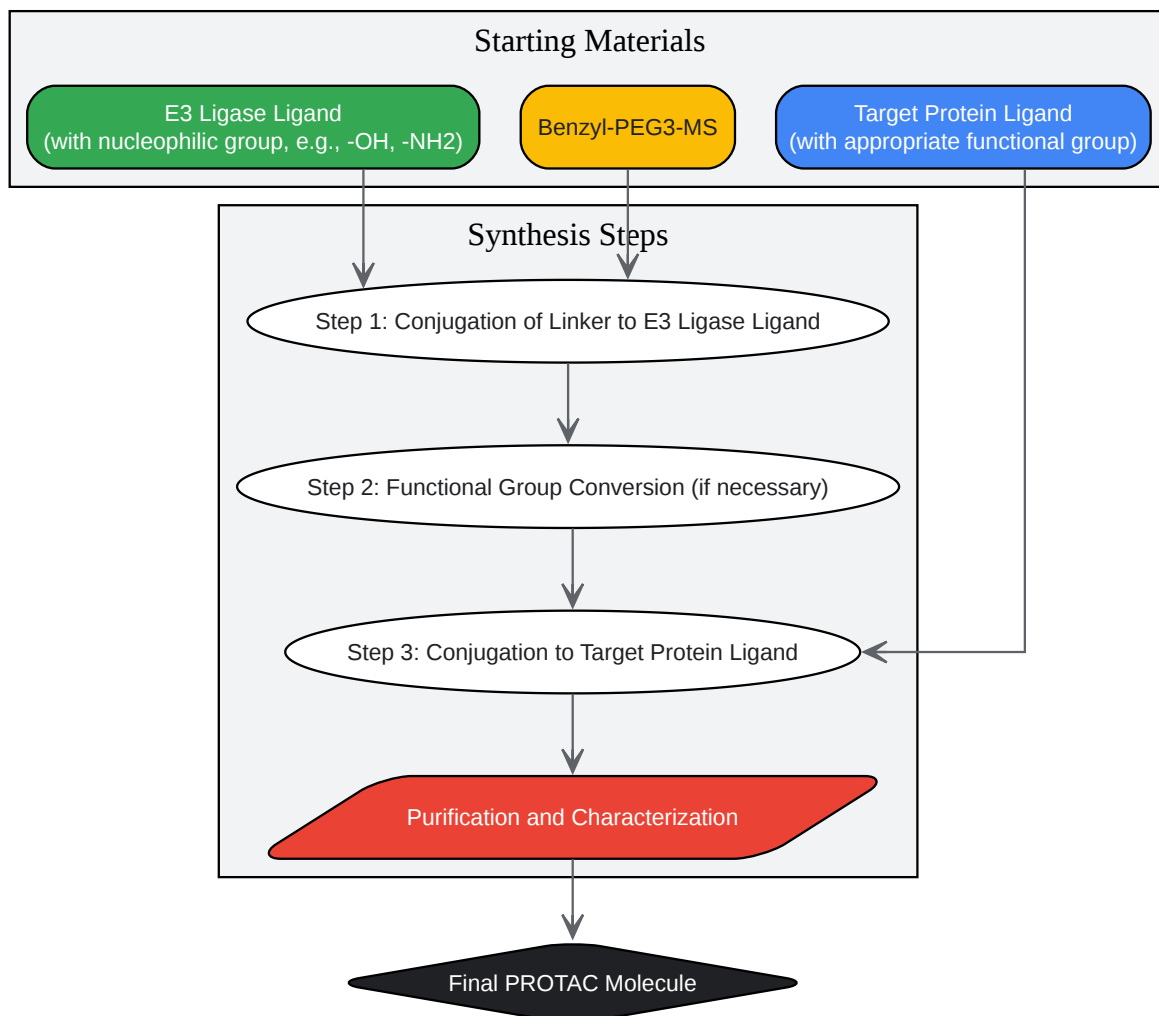 Starting Materials
E3 Ligase Ligand
(with nucleophilic group, e.g., -OH, -NH2)
Benzyl-PEG3-MS
Target Protein Ligand
(with appropriate functional group)
Synthesis Steps
Step 1: Conjugation of Linker to E3 Ligase Ligand
Step 2: Functional Group Conversion (if necessary)
Step 3: Conjugation to Target Protein Ligand
Purification and Characterization
Final PROTAC Molecule